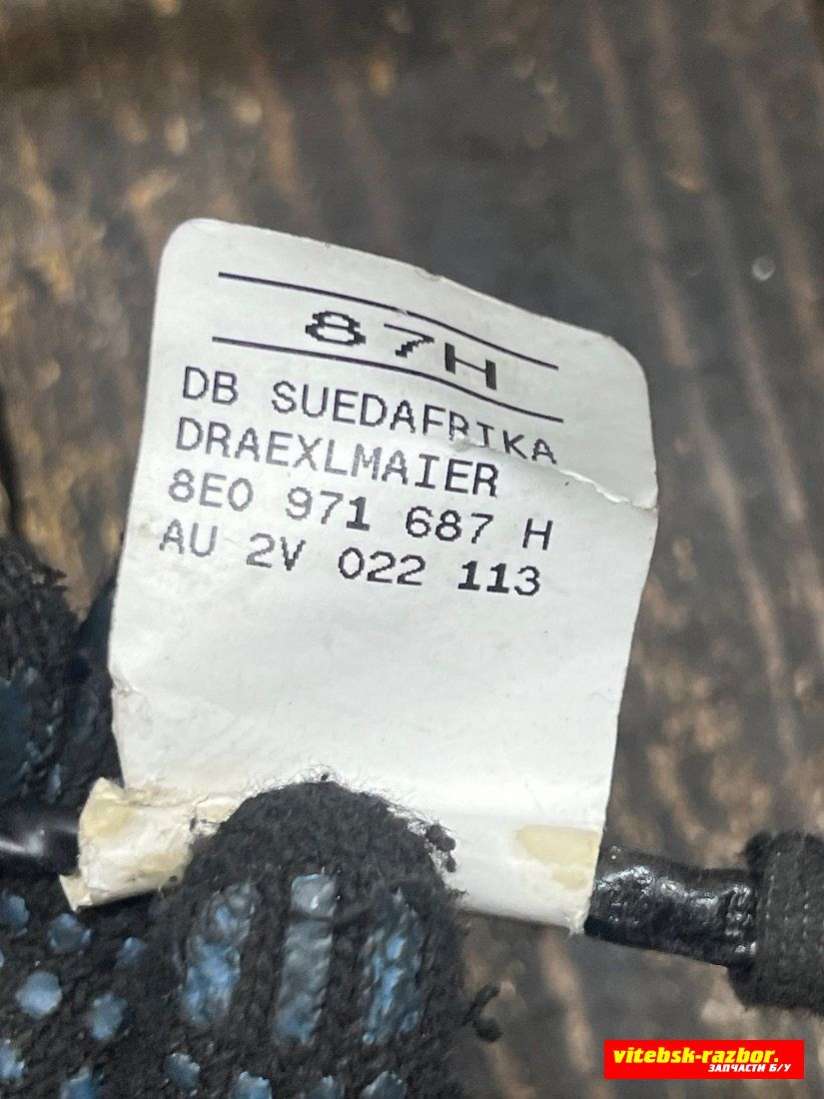 87H
DB SUEDAFRIKA
DRAEXLMAIER
8E0 971 687 H
AU 2V 022 113
vitebsk-razbor.
ЗАПЧАСТИ Б/У